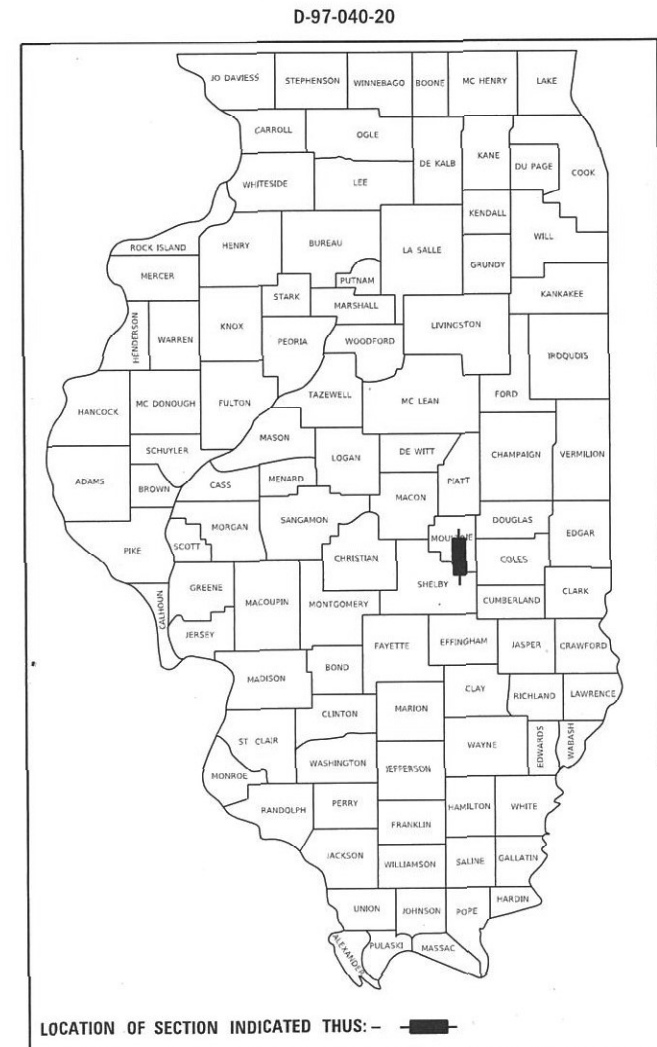 D-97-040-20
JO DAVIESS
STEPHENSON
WINNEBAGO
BOONE
MC HENRY
LAKE
CARROLL
OGLE
DE KALB
KANE
DU PAGE
COOK
WHITESIDE
LEE
KENDALL
WILL
ROCK ISLAND
HENRY
BUREAU
LA SALLE
GRUNDY
MERCER
PUTNAM
KANKAKEE
STARK
MARSHALL
HENDERSON
WARREN
KNOX
PEORIA
WOODFORD
LIVINGSTON
IROQUOIS
HANCOCK
MC DONOUGH
FULTON
TAZEWELL
MC LEAN
FORD
MASON
SCHUYLER
LOGAN
DE WITT
CHAMPAIGN
VERMILION
ADAMS
BROWN
CASS
MENARD
MACON
PIATT
MORGAN
SANGAMON
DOUGLAS
EDGAR
PIKE
SCOTT
CHRISTIAN
COLES
SHELBY
CALHOUN
GREENE
MACOUPIN
MONTGOMERY
CUMBERLAND
CLARK
JERSEY
FAYETTE
EFFINGHAM
JASPER
CRAWFORD
MADISON
BOND
CLAY
RICHLAND
LAWRENCE
CLINTON
MARION
ST CLAIR
WAYNE
EDWARDS
WABASH
MONROE
WASHINGTON
JEFFERSON
RANDOLPH
PERRY
HAMILTON
WHITE
FRANKLIN
JACKSON
WILLIAMSON
SALINE
GALLATIN
UNION
JOHNSON
POPE
HARDIN
ALEXANDER
PULASKI
MASSAC
LOCATION OF SECTION INDICATED THUS: –